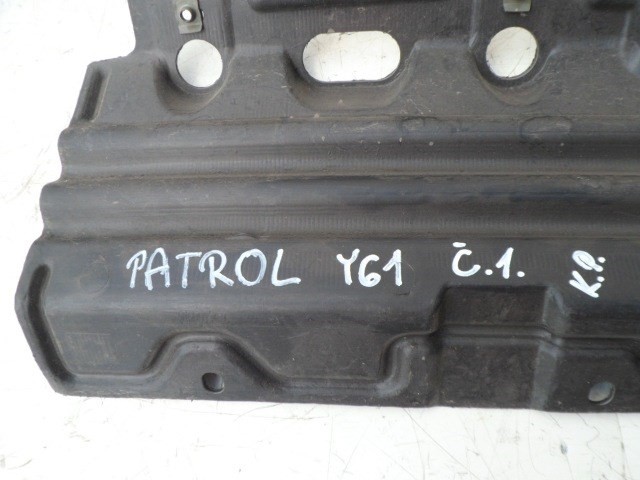 PATROL Y61 Č.1. K.P.